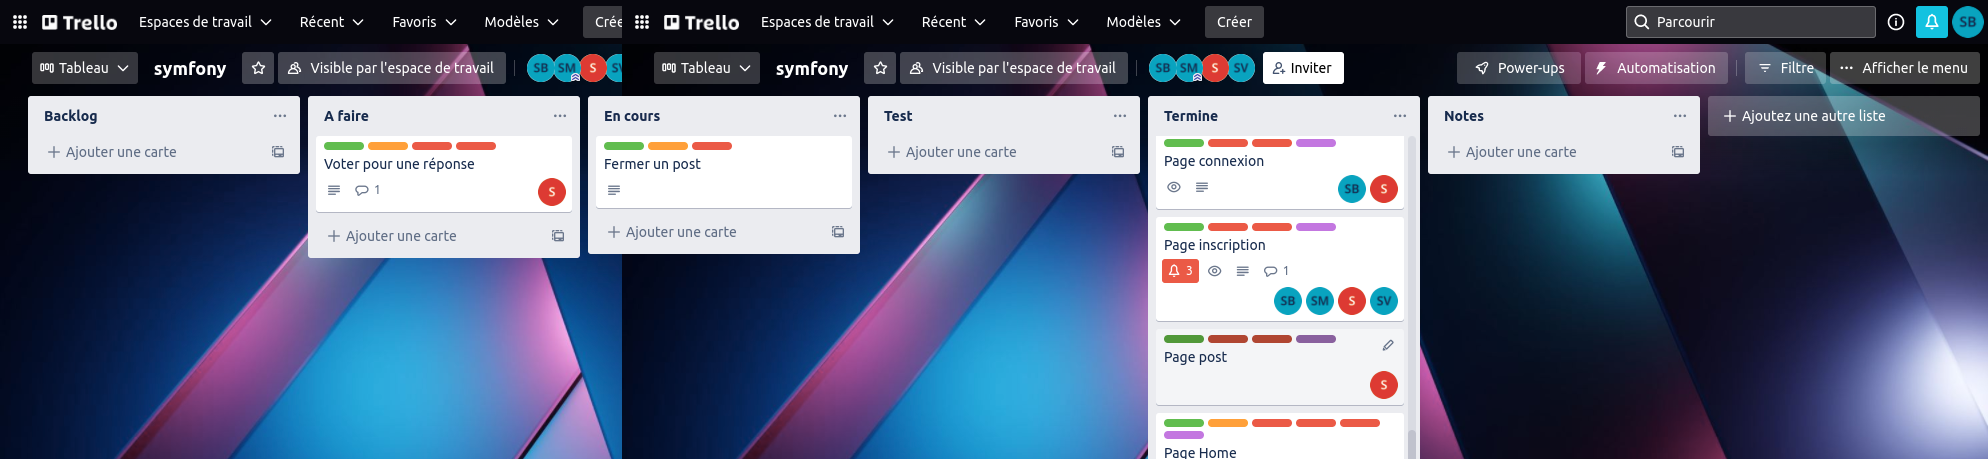 Trello Espaces de travail Récent Favoris Modèles Crée
Trello Espaces de travail Récent Favoris Modèles Créer Parcourir SB
Tableau symfony Visible par l'espace de travail SB SM S SV
Tableau symfony Visible par l'espace de travail SB SM S SV Inviter Power-ups Automatisation Filtre ··· Afficher le menu
Backlog ···
+ Ajouter une carte
A faire ···
Voter pour une réponse
1 S
+ Ajouter une carte
En cours ···
Fermer un post
+ Ajouter une carte
Test ···
+ Ajouter une carte
Termine ···
Page connexion
SB S
Page inscription
3 1
SB SM S SV
Page post
S
Page Home
Notes ···
+ Ajouter une carte
+ Ajoutez une autre liste